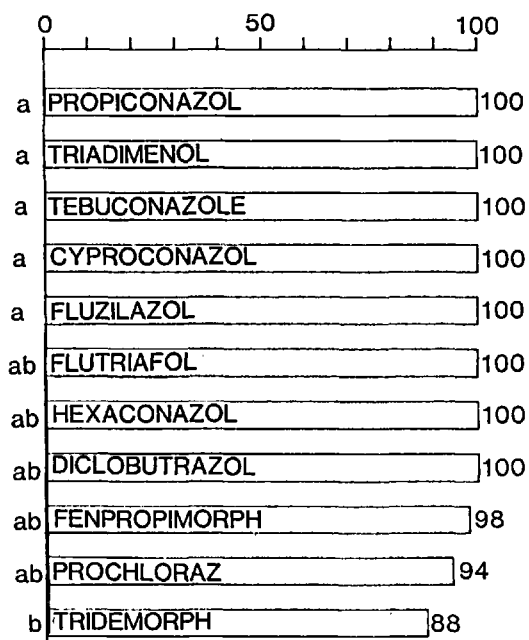 0 50 100
a PROPICONAZOL 100
a TRIADIMENOL 100
a TEBUCONAZOLE 100
a CYPROCONAZOL 100
a FLUZILAZOL 100
ab FLUTRIAFOL 100
ab HEXACONAZOL 100
ab DICLOBUTRAZOL 100
ab FENPROPIMORPH 98
ab PROCHLORAZ 94
b TRIDEMORPH 88